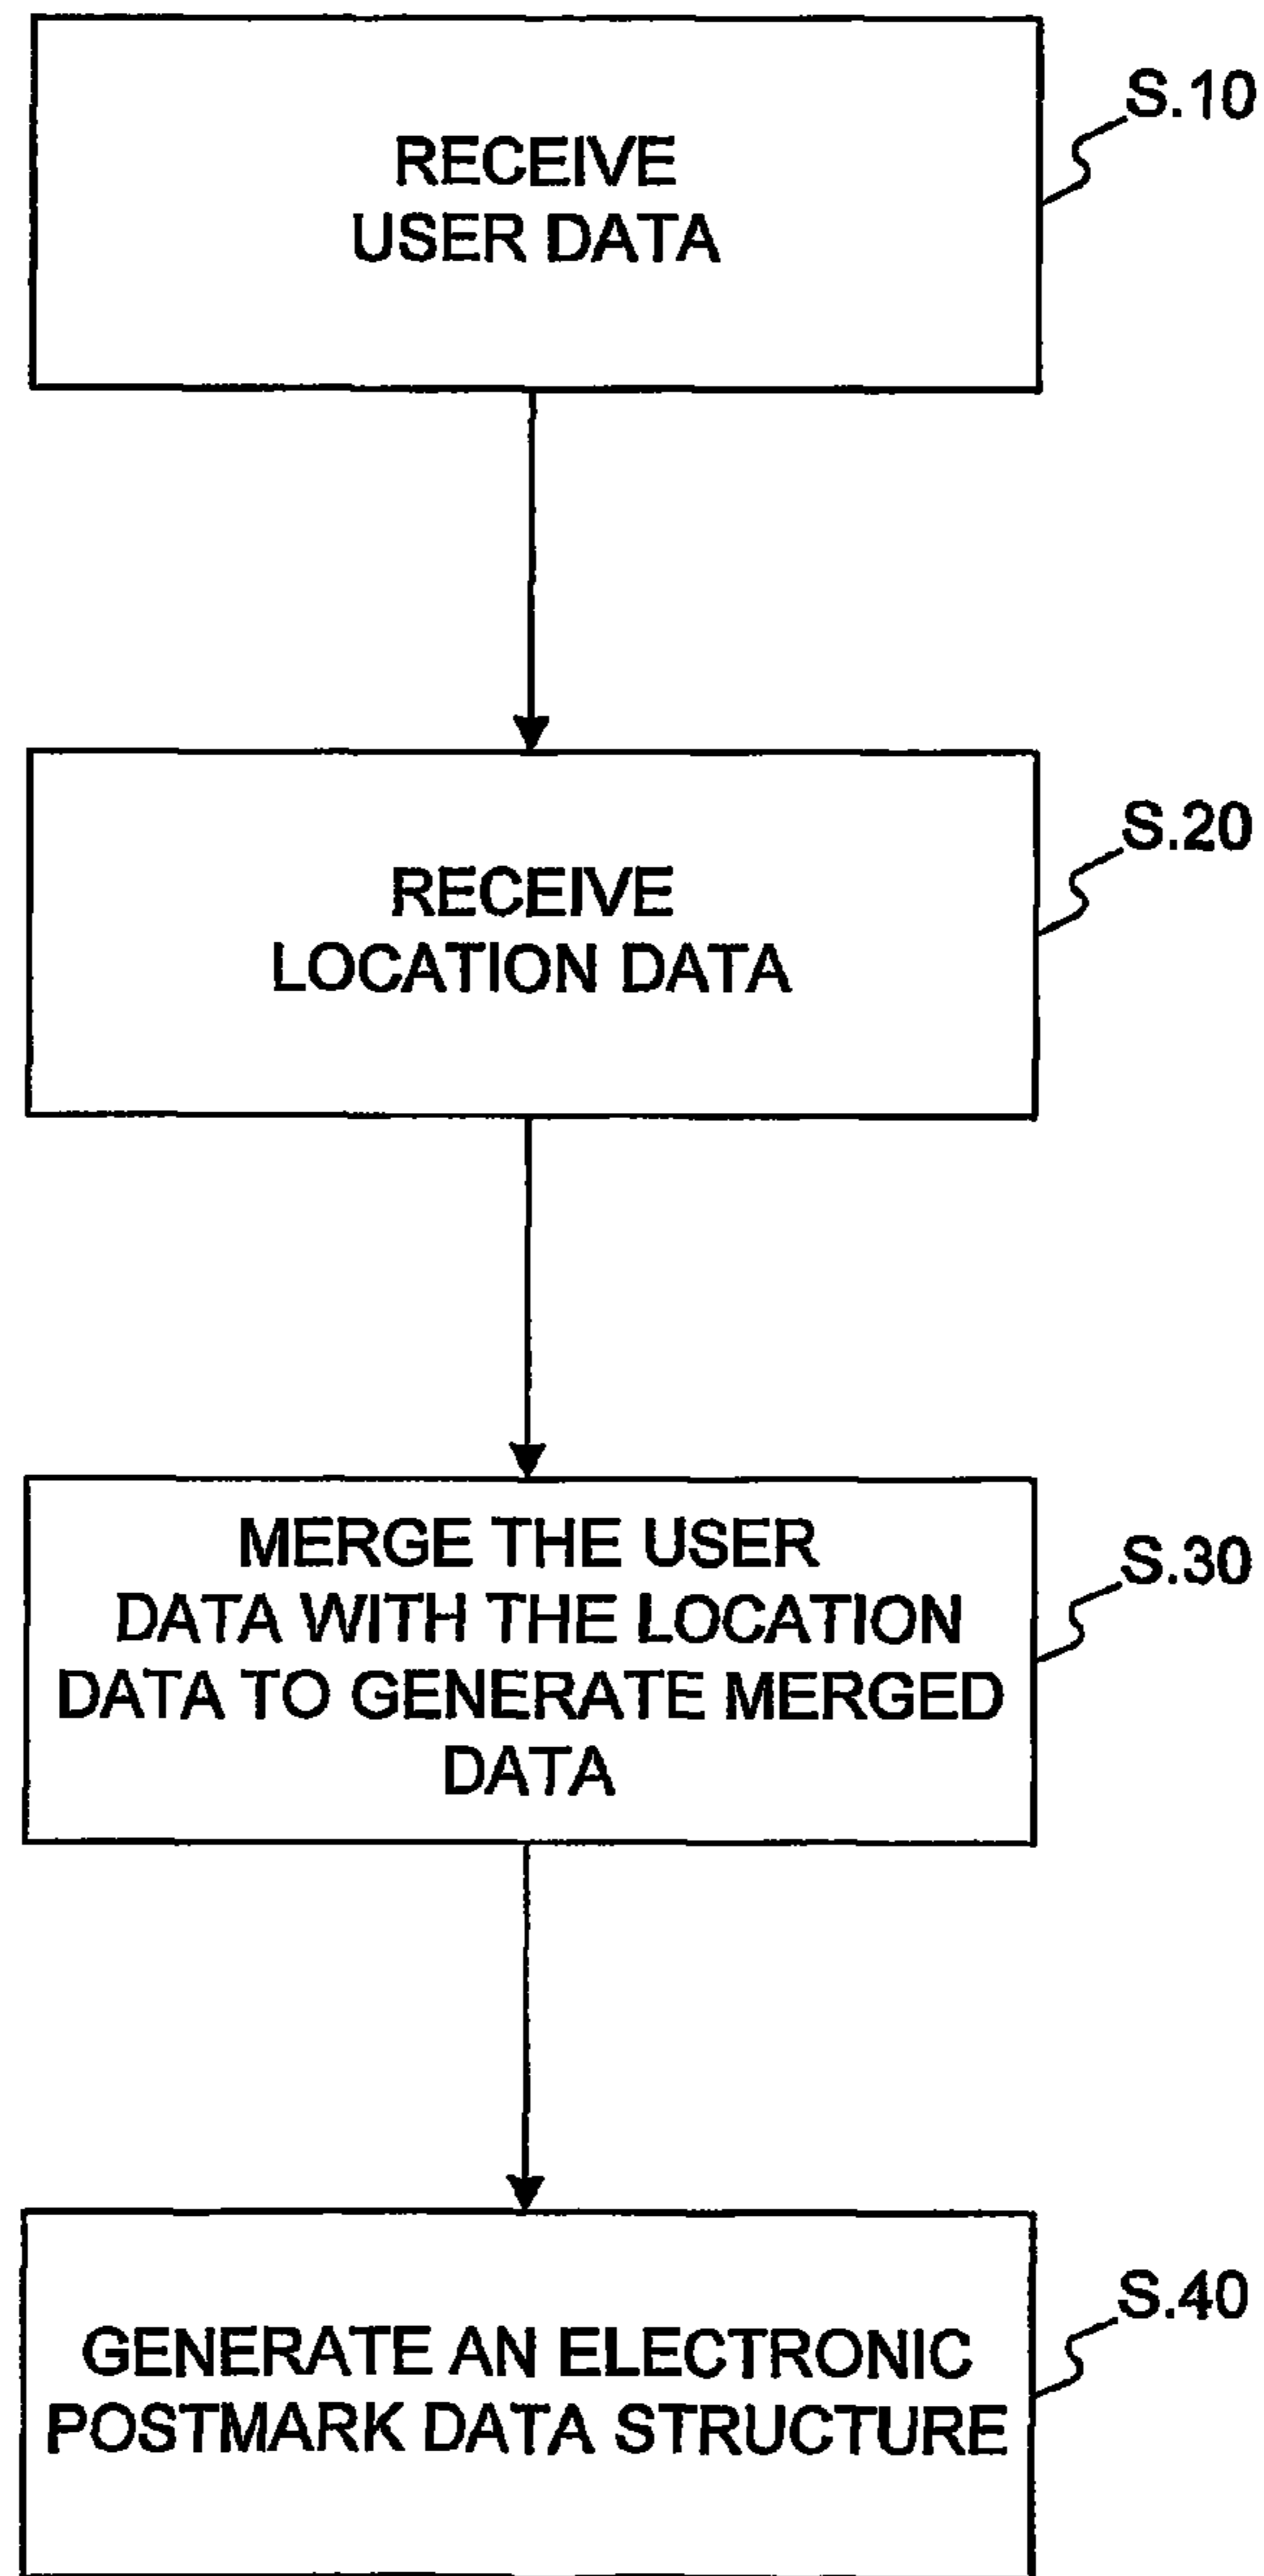 RECEIVE
USER DATA
S.10
RECEIVE
LOCATION DATA
S.20
MERGE THE USER
DATA WITH THE LOCATION
DATA TO GENERATE MERGED
DATA
S.30
GENERATE AN ELECTRONIC
POSTMARK DATA STRUCTURE
S.40